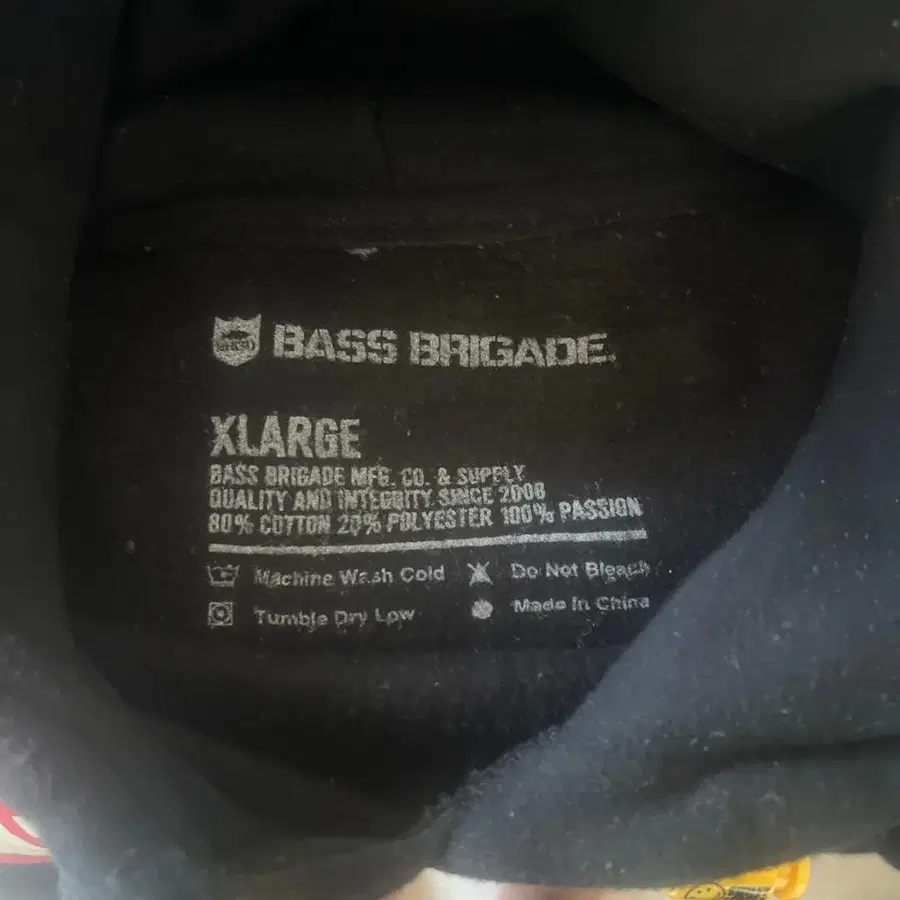 BASS BRIGADE.
XLARGE
BASS BRIGADE MFG. CO. & SUPPLY
QUALITY AND INTEGRITY SINCE 2008
80% COTTON 20% POLYESTER 100% PASSION
Machine Wash Cold Do Not Bleach
Tumble Dry Low Made in China